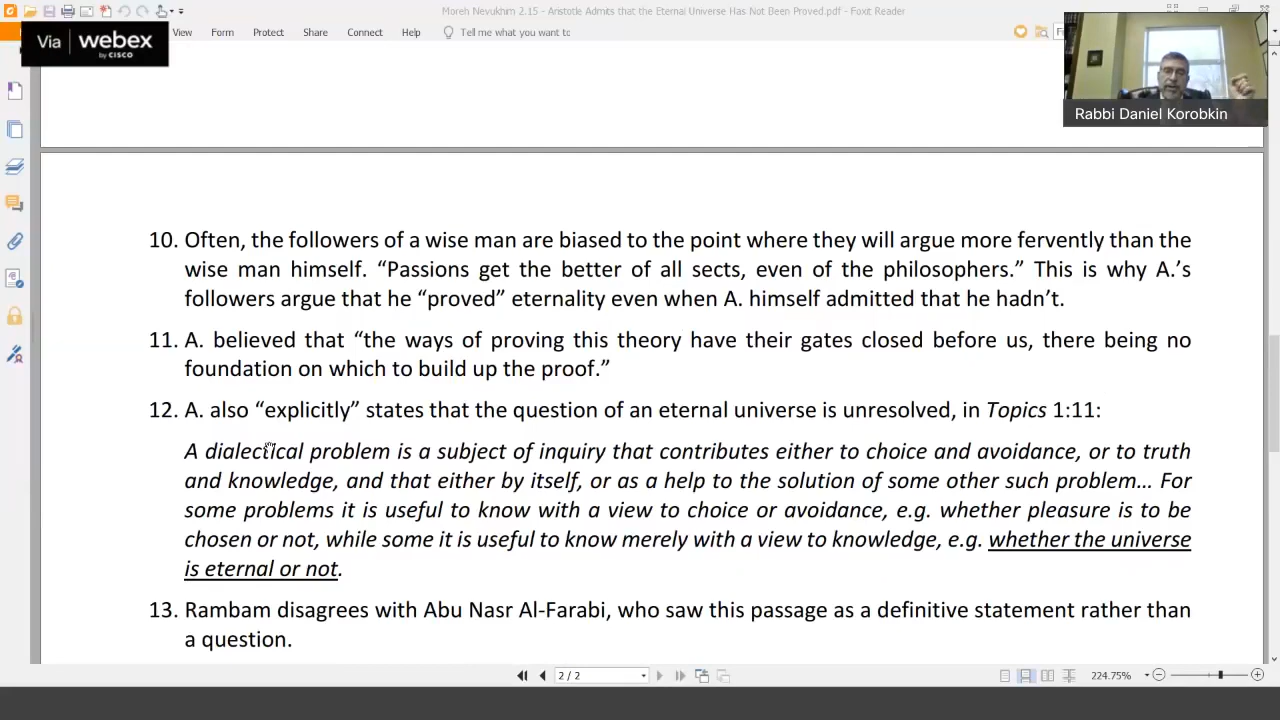 Moreh Nevukhim 2.15 - Aristotle Admits that the Eternal Universe Has Not Been Proved.pdf - Foxit Reader
Via webex
by CISCO
View Form Protect Share Connect Help Tell me what you want to
Rabbi Daniel Korobkin
10. Often, the followers of a wise man are biased to the point where they will argue more fervently than the
wise man himself. “Passions get the better of all sects, even of the philosophers.” This is why A.’s
followers argue that he “proved” eternality even when A. himself admitted that he hadn’t.
11. A. believed that “the ways of proving this theory have their gates closed before us, there being no
foundation on which to build up the proof.”
12. A. also “explicitly” states that the question of an eternal universe is unresolved, in Topics 1:11:
A dialectical problem is a subject of inquiry that contributes either to choice and avoidance, or to truth
and knowledge, and that either by itself, or as a help to the solution of some other such problem… For
some problems it is useful to know with a view to choice or avoidance, e.g. whether pleasure is to be
chosen or not, while some it is useful to know merely with a view to knowledge, e.g. whether the universe
is eternal or not.
13. Rambam disagrees with Abu Nasr Al-Farabi, who saw this passage as a definitive statement rather than
a question.
2 / 2
224.75%